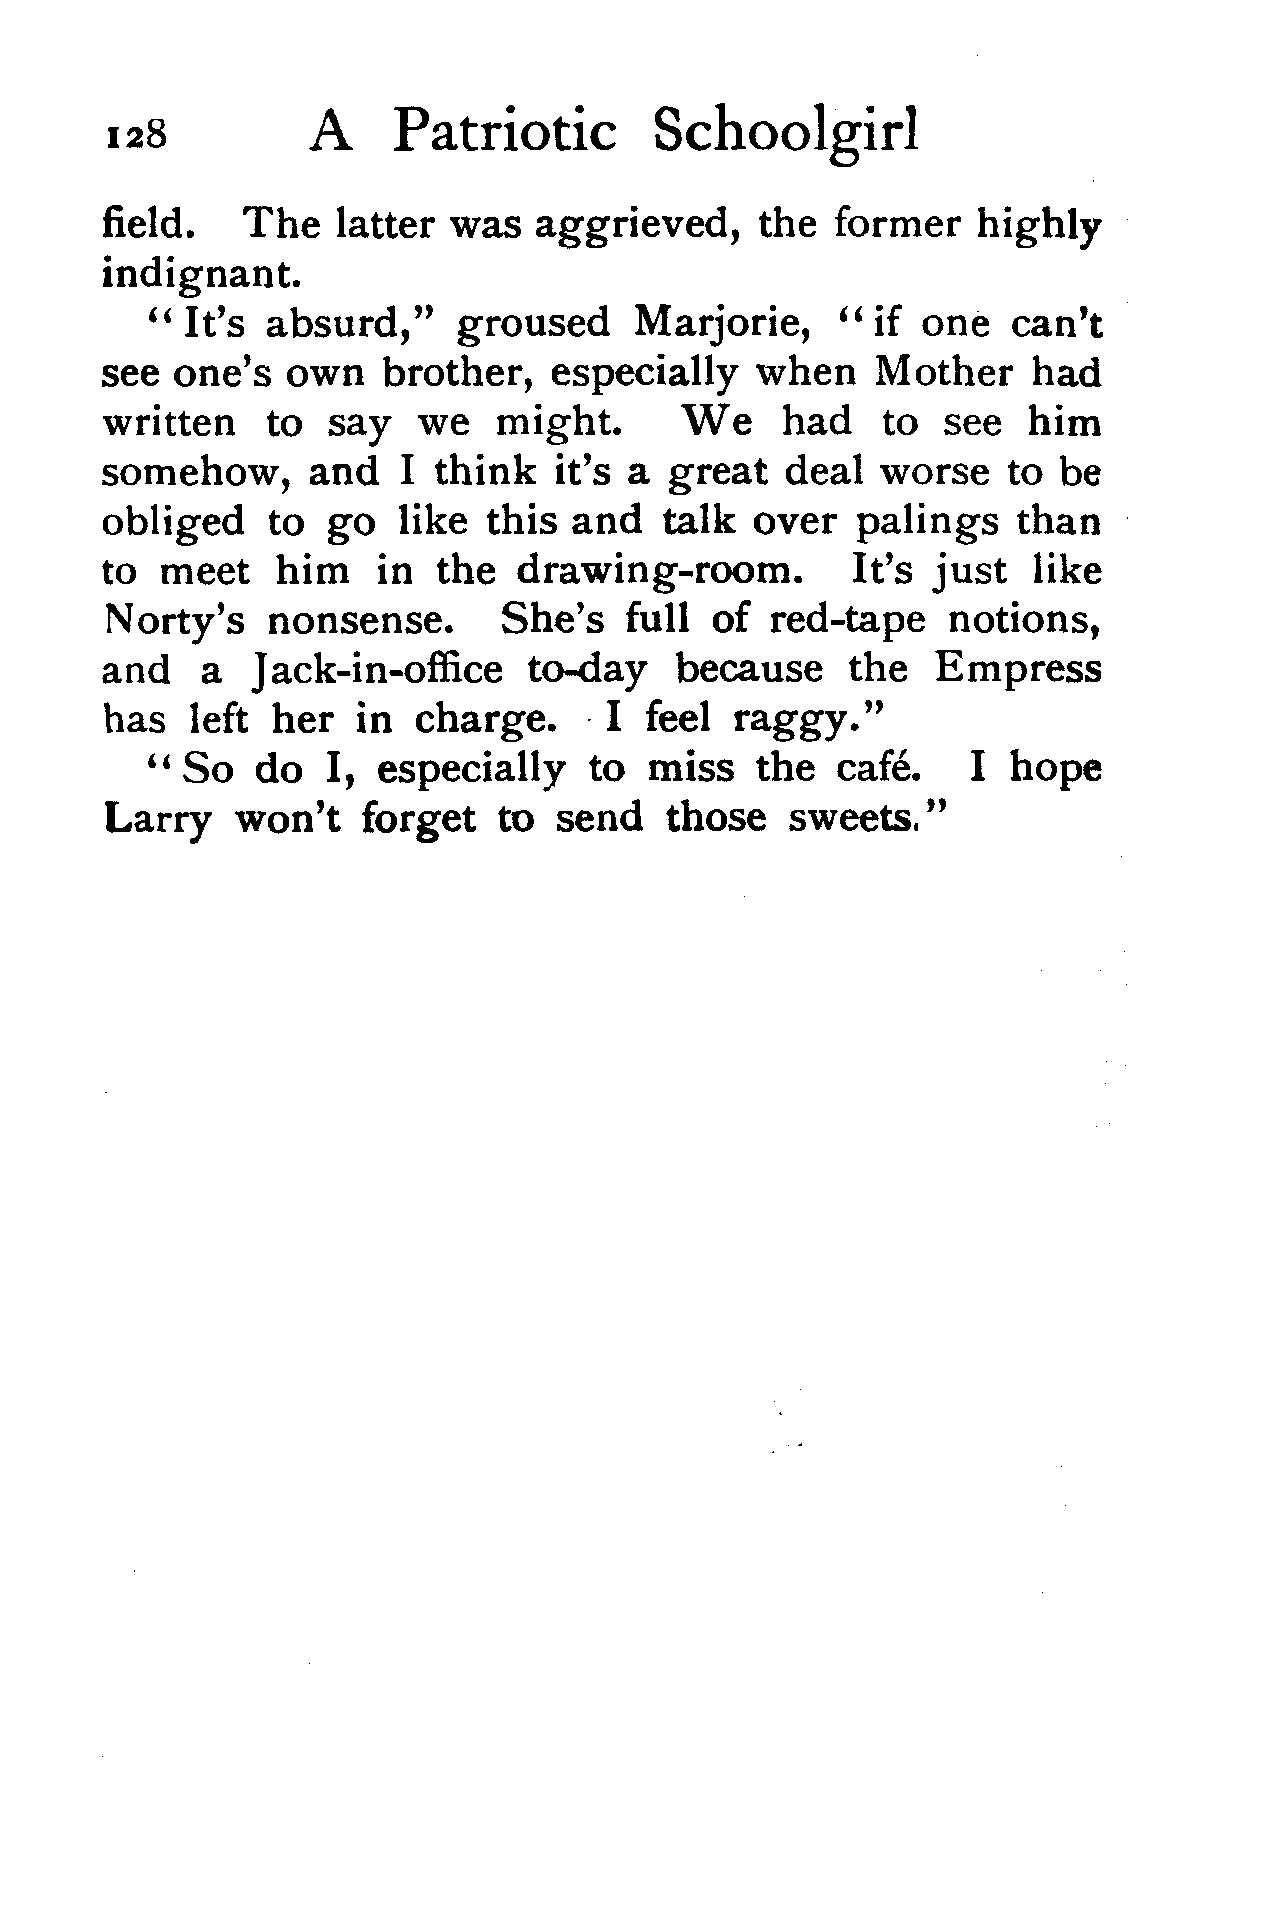 128 A Patriotic Schoolgirl
field. The latter was aggrieved, the former highly
indignant.
“It's absurd,” groused Marjorie, “if one can't
see one's own brother, especially when Mother had
written to say we might. We had to see him
somehow, and I think it's a great deal worse to be
obliged to go like this and talk over palings than
to meet him in the drawing-room. It's just like
Norty's nonsense. She's full of red-tape notions,
and a Jack-in-office to-day because the Empress
has left her in charge. I feel raggy.”
“So do I, especially to miss the café. I hope
Larry won't forget to send those sweets.”